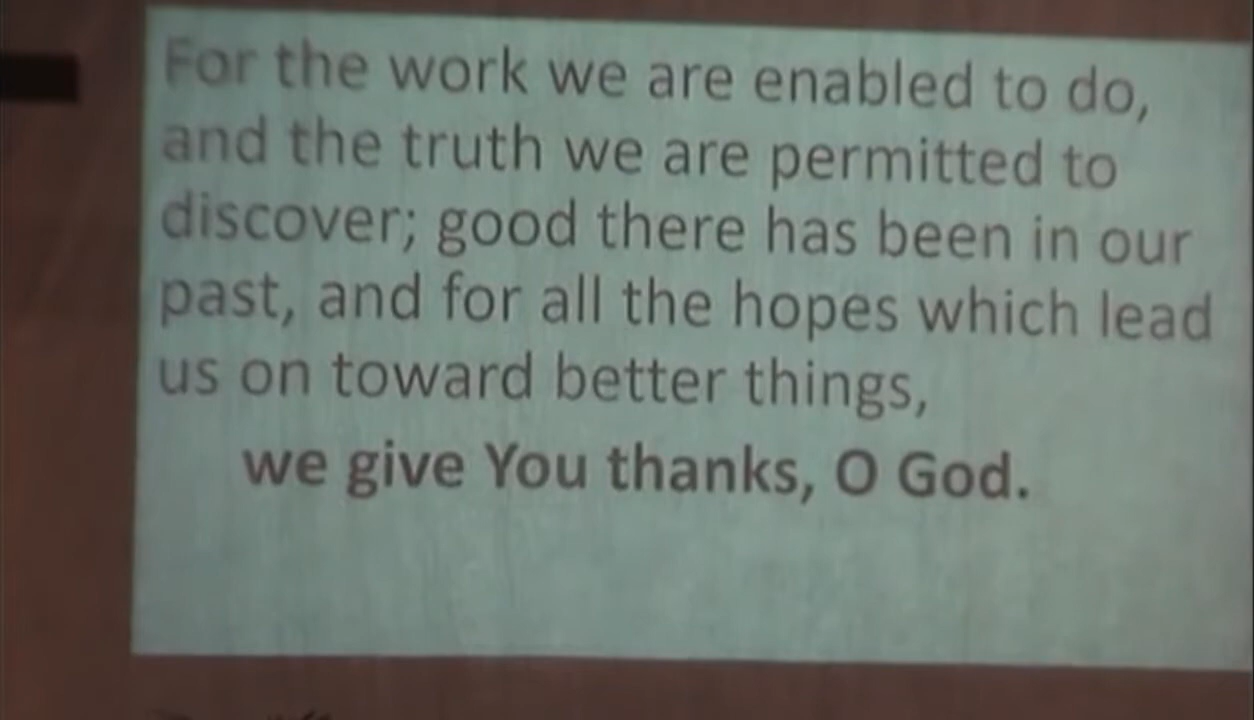 For the work we are enabled to do,
and the truth we are permitted to
discover; good there has been in our
past, and for all the hopes which lead
us on toward better things,
we give You thanks, O God.